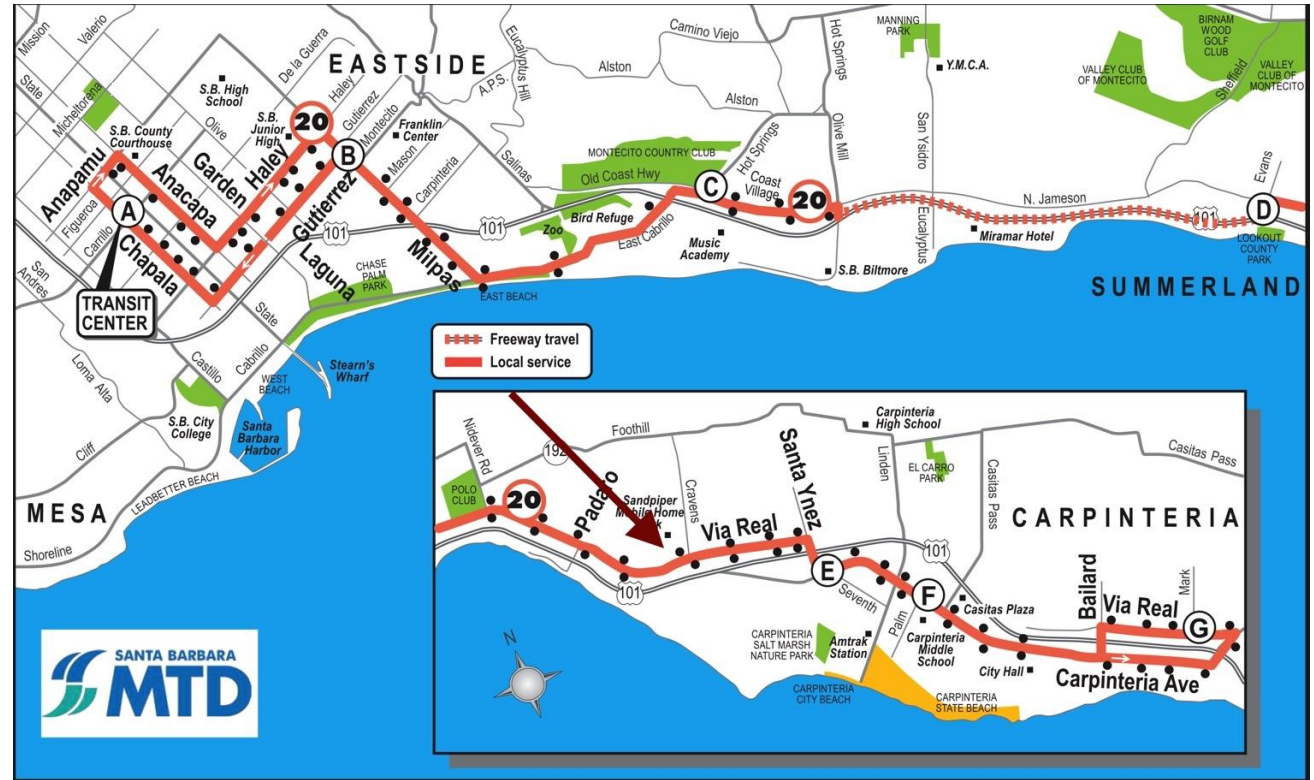 Mission
Valerio
State
Micheltorena
S.B. High
School
De la Guerra
EASTSIDE
Haley
Gutierrez
Montecito
Olive
S.B.
Junior
High
20
B
Franklin
Center
Mason
Carpinteria
Eucalyptus Hill
A.P.S.
Salinas
Camino Viejo
Alston
Alston
Hot Springs
Olive Mill
MANNING
PARK
Y.M.C.A.
San Ysidro
Eucalyptus
BIRNAM
WOOD
GOLF
CLUB
VALLEY CLUB
OF MONTECITO
VALLEY
CLUB OF
MONTECITO
Sheffield
S.B. County
Courthouse
Anapamu
Anacapa
Garden
Haley
Gutierrez
Figueroa
A
Carrillo
Chapala
San
Andres
TRANSIT
CENTER
101
Laguna
CHASE
PALM
PARK
Milpas
101
EAST BEACH
MONTECITO COUNTRY CLUB
Old Coast Hwy
Bird Refuge
Zoo
East Cabrillo
C
Hot Springs
Coast
Village
20
Music
Academy
S.B. Biltmore
N. Jameson
101
Miramar Hotel
Evans
D
LOOKOUT
COUNTY
PARK
SUMMERLAND
State
Castillo
Cabrillo
Loma Alta
WEST
BEACH
Stearn's
Wharf
S.B. City
College
Santa
Barbara
Harbor
Cliff
LEADBETTER BEACH
MESA
Shoreline
Freeway travel
Local service
Nidever Rd
192
Foothill
POLO
CLUB
20
Padaro
Sandpiper
Cravens
Via Real
Santa Ynez
101
Carpinteria
High School
Linden
EL CARRO
PARK
Casitas Pass
Casitas Pass
CARPINTERIA
101
E
Seventh
Palm
F
Casitas Plaza
Carpinteria
Middle
School
City Hall
CARPINTERIA
SALT MARSH
NATURE PARK
Amtrak
Station
CARPINTERIA
CITY BEACH
CARPINTERIA
STATE BEACH
Bailard
Via Real
Mark
G
Carpinteria Ave
N
SANTA BARBARA
MTD